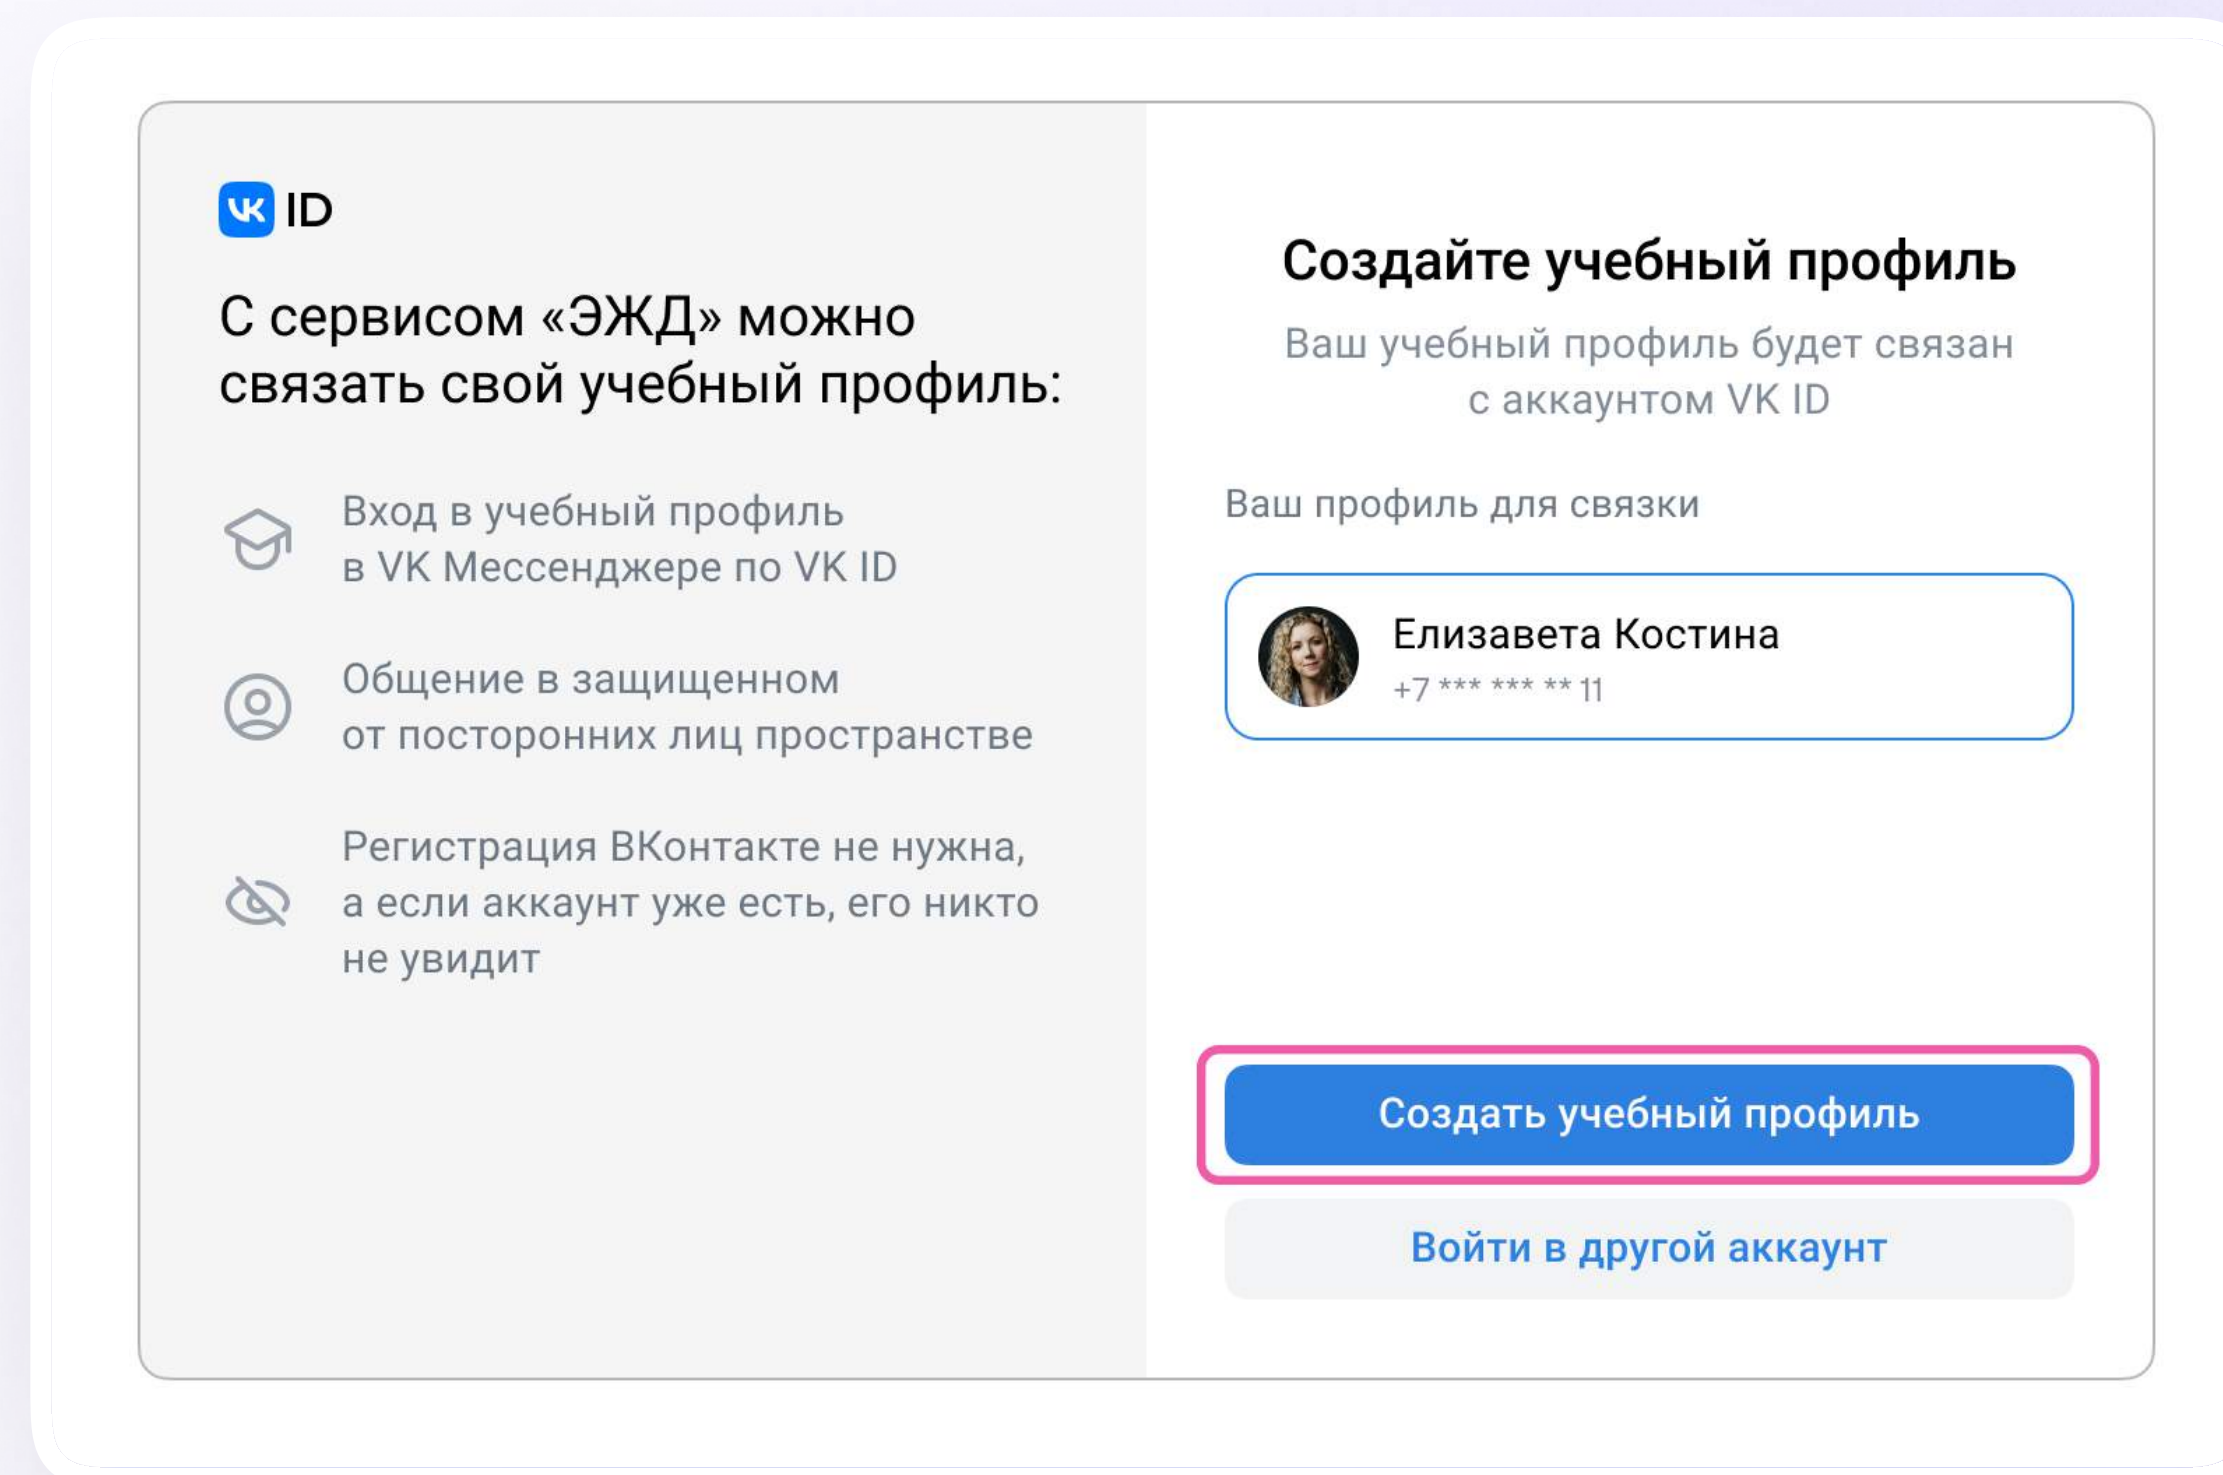 VK ID
С сервисом «ЭЖД» можно
связать свой учебный профиль:
Вход в учебный профиль
в VK Мессенджере по VK ID
Общение в защищенном
от посторонних лиц пространстве
Регистрация ВКонтакте не нужна,
а если аккаунт уже есть, его никто
не увидит
Создайте учебный профиль
Ваш учебный профиль будет связан
с аккаунтом VK ID
Ваш профиль для связки
Елизавета Костина
+7 *** *** ** 11
Создать учебный профиль
Войти в другой аккаунт